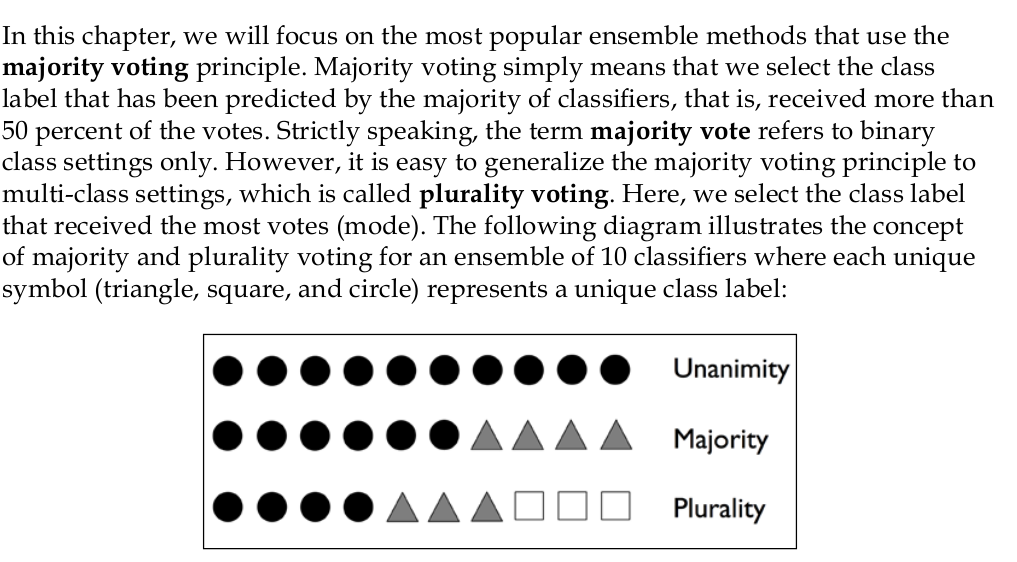 In this chapter, we will focus on the most popular ensemble methods that use the
majority voting principle. Majority voting simply means that we select the class
label that has been predicted by the majority of classifiers, that is, received more than
50 percent of the votes. Strictly speaking, the term majority vote refers to binary
class settings only. However, it is easy to generalize the majority voting principle to
multi-class settings, which is called plurality voting. Here, we select the class label
that received the most votes (mode). The following diagram illustrates the concept
of majority and plurality voting for an ensemble of 10 classifiers where each unique
symbol (triangle, square, and circle) represents a unique class label:
Unanimity
Majority
Plurality